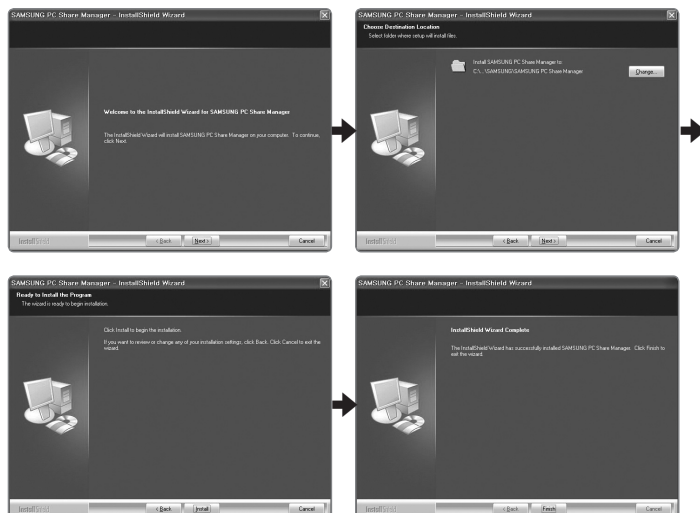 SAMSUNG PC Share Manager - InstallShield Wizard
Welcome to the InstallShield Wizard for SAMSUNG PC Share Manager
The InstallShield Wizard will install SAMSUNG PC Share Manager on your computer. To continue,
click Next.
InstallShield
< Back
Next >
Cancel
SAMSUNG PC Share Manager - InstallShield Wizard
Choose Destination Location
Select folder where setup will install files.
Install SAMSUNG PC Share Manager to:
C:\...\SAMSUNG\SAMSUNG PC Share Manager
Change...
InstallShield
< Back
Next >
Cancel
SAMSUNG PC Share Manager - InstallShield Wizard
Ready to Install the Program
The wizard is ready to begin installation.
Click Install to begin the installation.
If you want to review or change any of your installation settings, click Back. Click Cancel to exit the
wizard.
InstallShield
< Back
Install
Cancel
SAMSUNG PC Share Manager - InstallShield Wizard
InstallShield Wizard Complete
The InstallShield Wizard has successfully installed SAMSUNG PC Share Manager. Click Finish to
exit the wizard.
InstallShield
< Back
Finish
Cancel